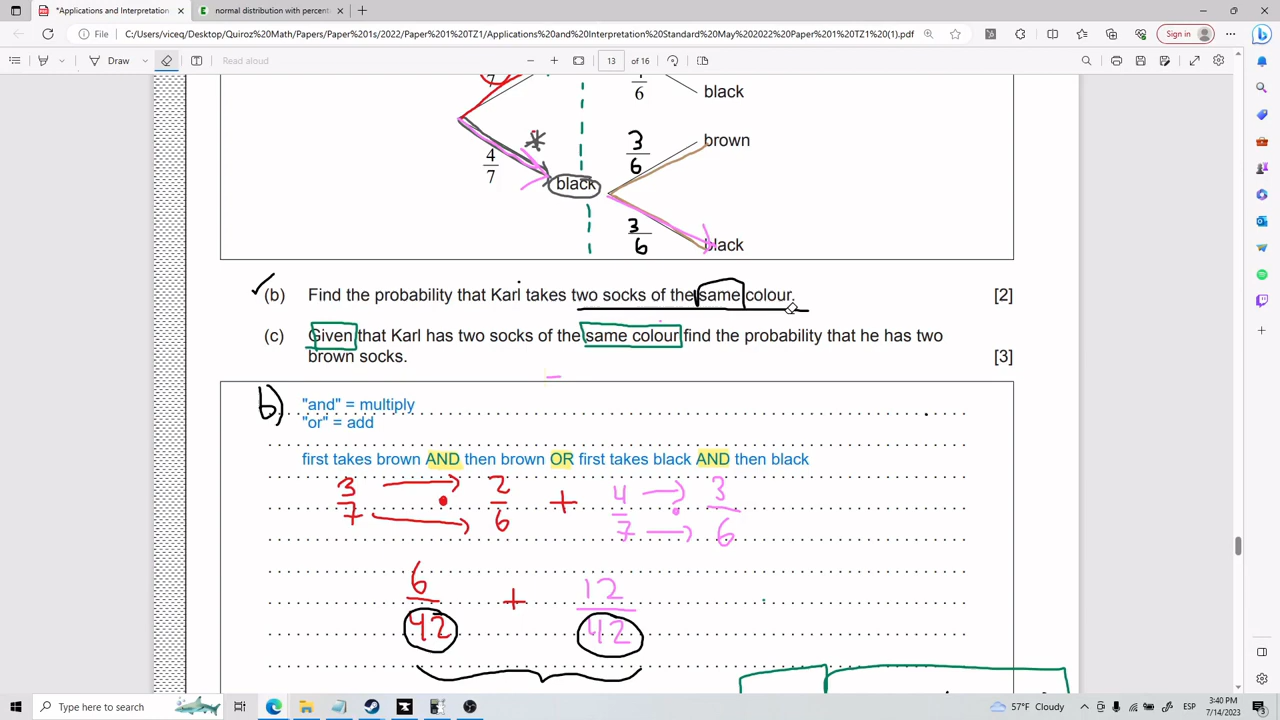 *Applications and Interpretation
normal distribution with percent
File
C:/Users/viceq/Desktop/Quiroz%20Math/Papers/Paper%201s/2022/Paper%201%20TZ1/Applications%20and%20Interpretation%20Standard%20May%202022%20Paper%201%20TZ1%20(1).pdf
Sign in
Draw
Read aloud
13
of 16
7
6
black
4
7
black
3
6
brown
3
6
black
(b) Find the probability that Karl takes two socks of the same colour. [2]
(c) Given that Karl has two socks of the same colour find the probability that he has two
brown socks. [3]
b)
"and" = multiply
"or" = add
first takes brown AND then brown OR first takes black AND then black
3 2 4 3
7 6 + 7 6
6 12
42 + 42
Type here to search
57°F Cloudy
ESP
3:40 PM
7/14/2023